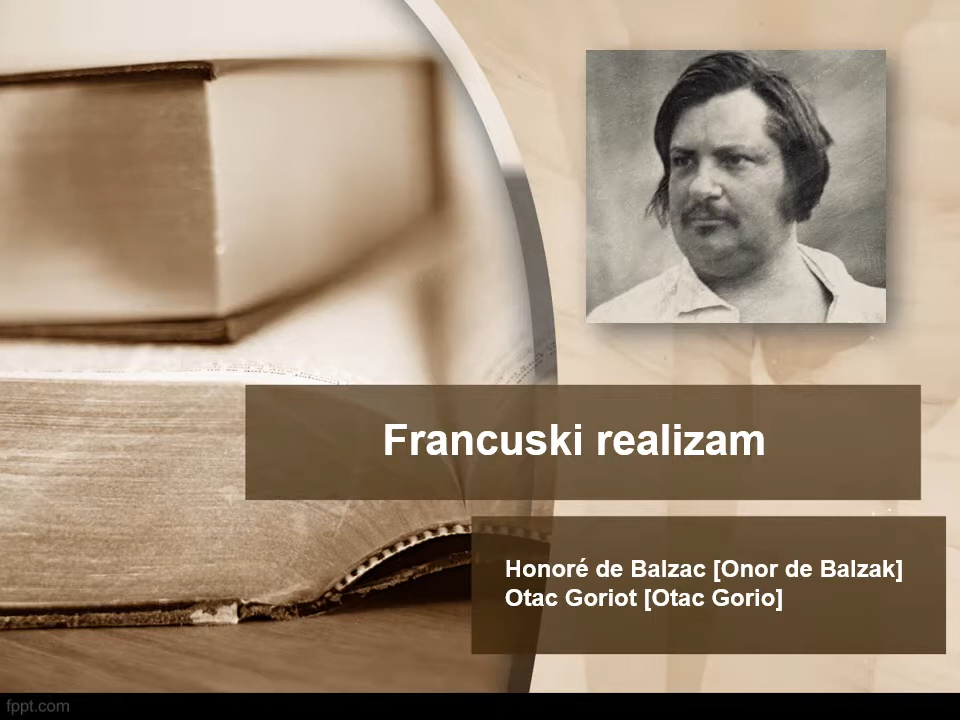 Francuski realizam
Honoré de Balzac [Onor de Balzak]
Otac Goriot [Otac Gorio]
fppt.com